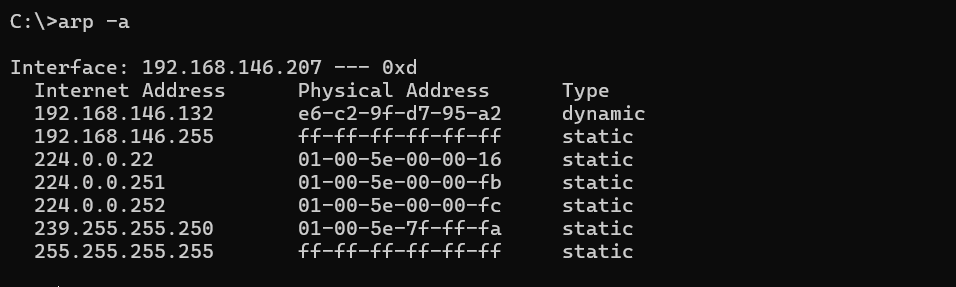 C:\>arp -a
Interface: 192.168.146.207 --- 0xd
Internet Address Physical Address Type
192.168.146.132 e6-c2-9f-d7-95-a2 dynamic
192.168.146.255 ff-ff-ff-ff-ff-ff static
224.0.0.22 01-00-5e-00-00-16 static
224.0.0.251 01-00-5e-00-00-fb static
224.0.0.252 01-00-5e-00-00-fc static
239.255.255.250 01-00-5e-7f-ff-fa static
255.255.255.255 ff-ff-ff-ff-ff-ff static